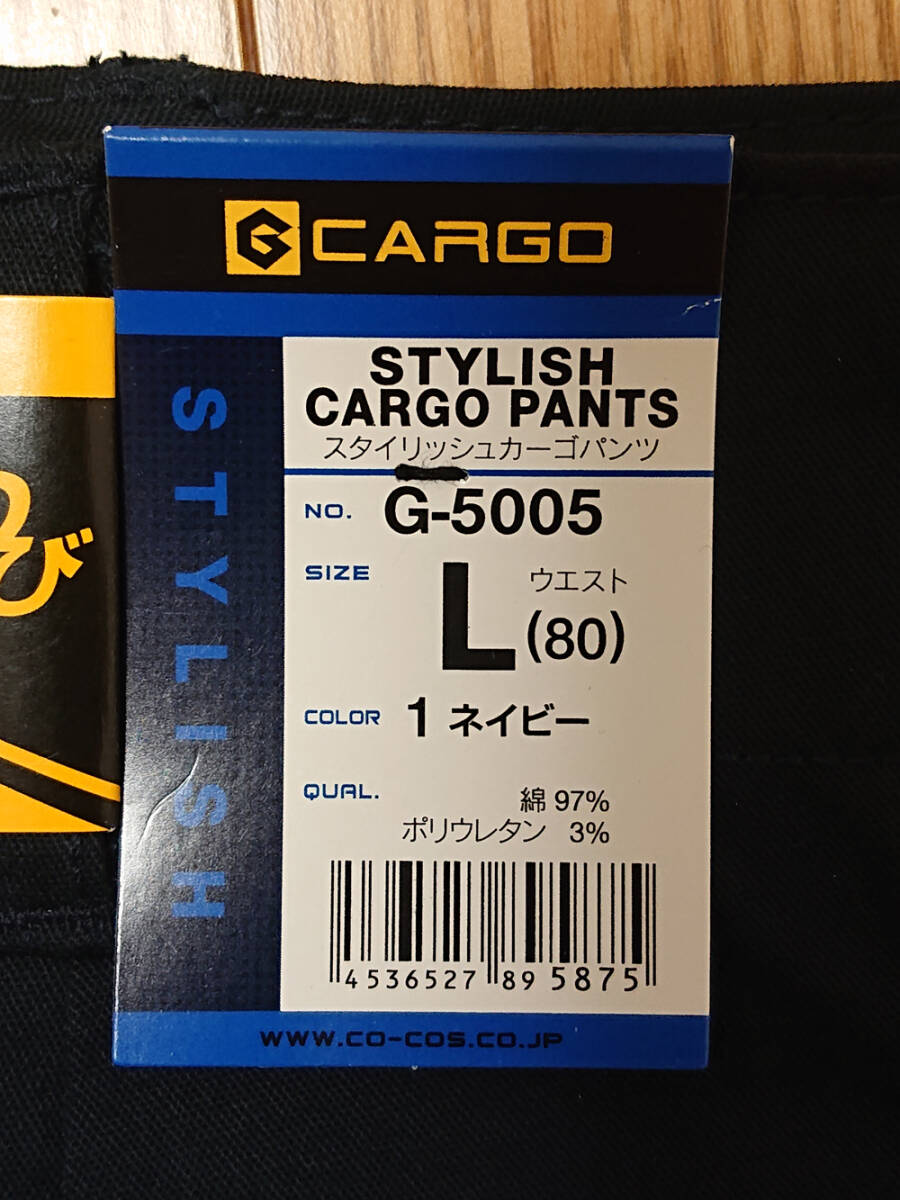 CARGO
STYLISH
CARGO PANTS
スタイリッシュカーゴパンツ
NO. G-5005
SIZE L ウエスト (80)
COLOR 1 ネイビー
QUAL. 綿 97%
ポリウレタン 3%
4536527 895875
STYLISH
WWW.CO-COS.CO.JP
び